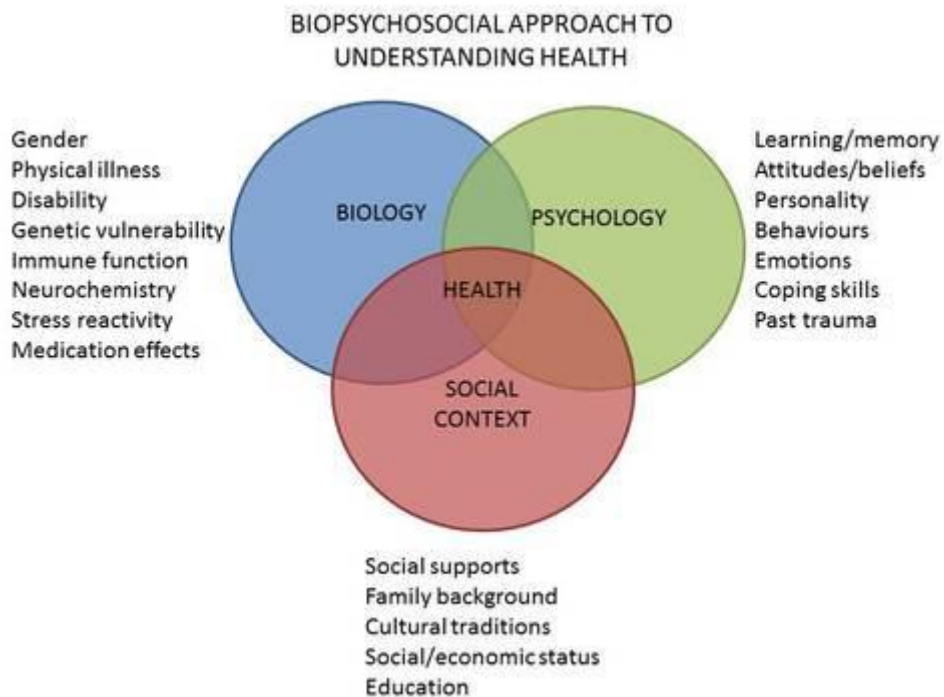 BIOPSYCHOSOCIAL APPROACH TO
UNDERSTANDING HEALTH
Gender
Physical illness
Disability
Genetic vulnerability
Immune function
Neurochemistry
Stress reactivity
Medication effects
BIOLOGY
PSYCHOLOGY
HEALTH
SOCIAL
CONTEXT
Learning/memory
Attitudes/beliefs
Personality
Behaviours
Emotions
Coping skills
Past trauma
Social supports
Family background
Cultural traditions
Social/economic status
Education